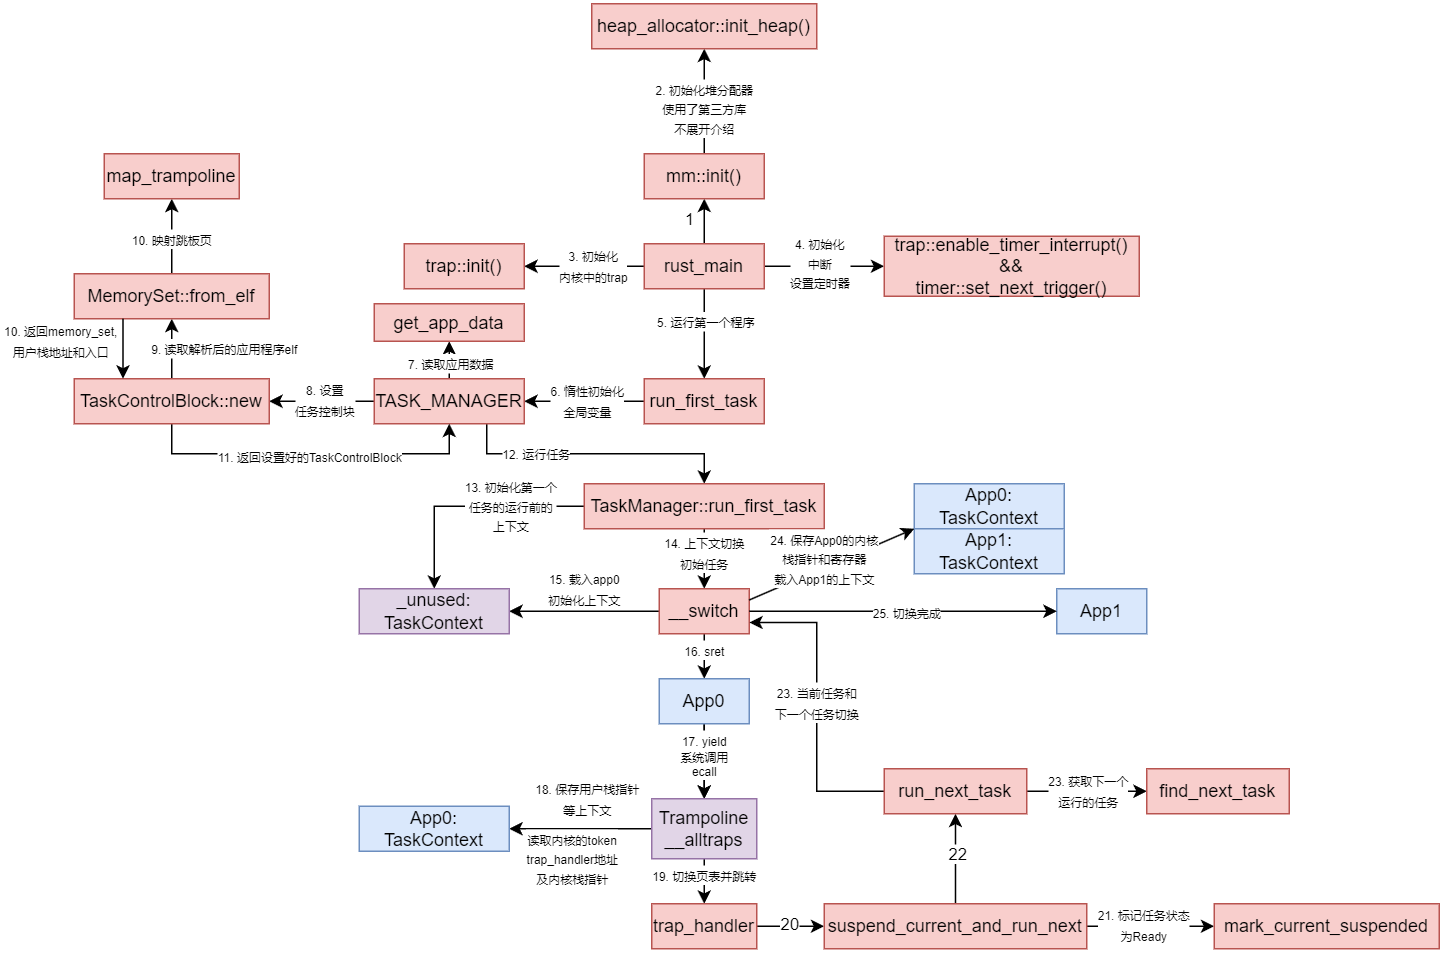 heap_allocator::init_heap()
2. 初始化堆分配器
使用了第三方库
不展开介绍
map_trampoline
mm::init()
1
10. 映射跳板页
trap::init()
3. 初始化
内核中的trap
rust_main
4. 初始化
中断
设置定时器
trap::enable_timer_interrupt()
&&
timer::set_next_trigger()
MemorySet::from_elf
get_app_data
5. 运行第一个程序
10. 返回memory_set,
用户栈地址和入口
9. 读取解析后的应用程序elf
7. 读取应用数据
TaskControlBlock::new
8. 设置
任务控制块
TASK_MANAGER
6. 惰性初始化
全局变量
run_first_task
11. 返回设置好的TaskControlBlock
12. 运行任务
13. 初始化第一个
任务的运行前的
上下文
TaskManager::run_first_task
App0:
TaskContext
App1:
TaskContext
14. 上下文切换
初始任务
24. 保存App0的内核
栈指针和寄存器
载入App1的上下文
_unused:
TaskContext
15. 载入app0
初始化上下文
__switch
25. 切换完成
App1
16. sret
App0
23. 当前任务和
下一个任务切换
17. yield
系统调用
ecall
run_next_task
23. 获取下一个
运行的任务
find_next_task
18. 保存用户栈指针
等上下文
App0:
TaskContext
读取内核的token
trap_handler地址
及内核栈指针
Trampoline
__alltraps
22
19. 切换页表并跳转
trap_handler
20
suspend_current_and_run_next
21. 标记任务状态
为Ready
mark_current_suspended